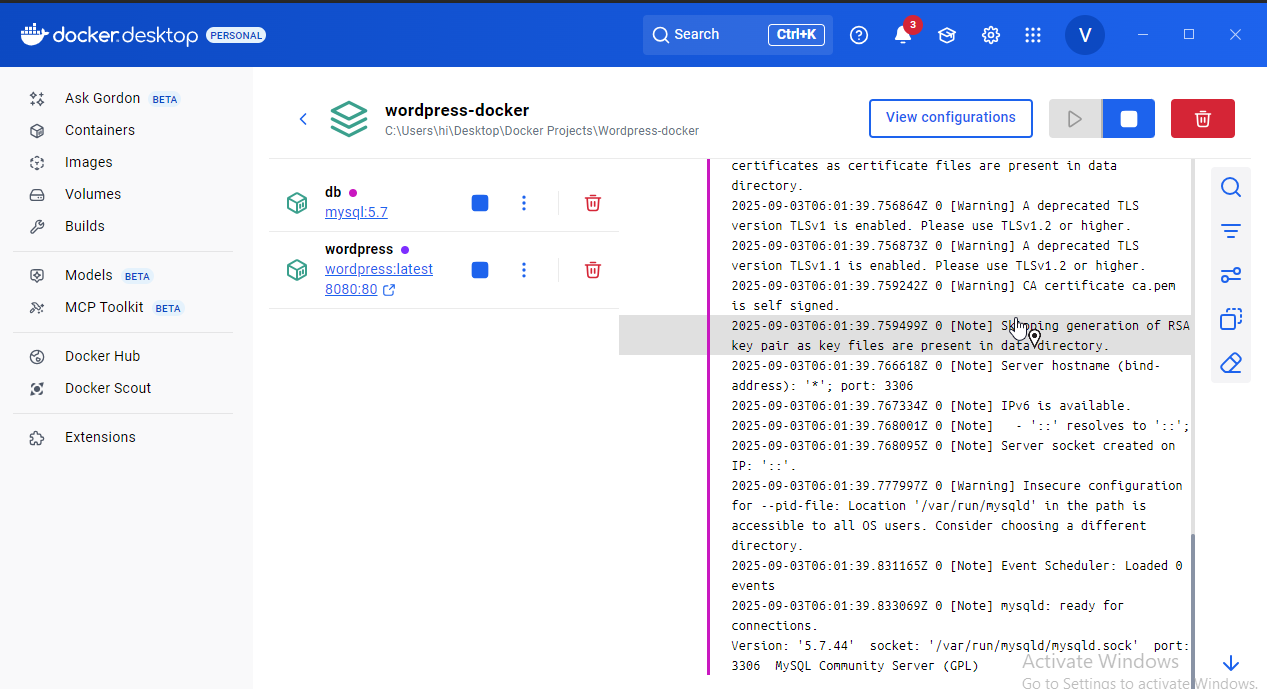 docker.desktop PERSONAL
Search Ctrl+K
3
V
Ask Gordon BETA
Containers
Images
Volumes
Builds
Models BETA
MCP Toolkit BETA
Docker Hub
Docker Scout
Extensions
wordpress-docker
C:\Users\hi\Desktop\Docker Projects\Wordpress-docker
View configurations
db
mysql:5.7
wordpress
wordpress:latest
8080:80
certificates as certificate files are present in data
directory.
2025-09-03T06:01:39.756864Z 0 [Warning] A deprecated TLS
version TLSv1 is enabled. Please use TLSv1.2 or higher.
2025-09-03T06:01:39.756873Z 0 [Warning] A deprecated TLS
version TLSv1.1 is enabled. Please use TLSv1.2 or higher.
2025-09-03T06:01:39.759242Z 0 [Warning] CA certificate ca.pem
is self signed.
2025-09-03T06:01:39.759499Z 0 [Note] Skipping generation of RSA
key pair as key files are present in data directory.
2025-09-03T06:01:39.766618Z 0 [Note] Server hostname (bind-
address): '*'; port: 3306
2025-09-03T06:01:39.767334Z 0 [Note] IPv6 is available.
2025-09-03T06:01:39.768001Z 0 [Note]   - '::' resolves to '::';
2025-09-03T06:01:39.768095Z 0 [Note] Server socket created on
IP: '::'.
2025-09-03T06:01:39.777997Z 0 [Warning] Insecure configuration
for --pid-file: Location '/var/run/mysqld' in the path is
accessible to all OS users. Consider choosing a different
directory.
2025-09-03T06:01:39.831165Z 0 [Note] Event Scheduler: Loaded 0
events
2025-09-03T06:01:39.833069Z 0 [Note] mysqld: ready for
connections.
Version: '5.7.44'  socket: '/var/run/mysqld/mysqld.sock'  port:
3306  MySQL Community Server (GPL)
Activate Windows
Go to Settings to activate Windows.